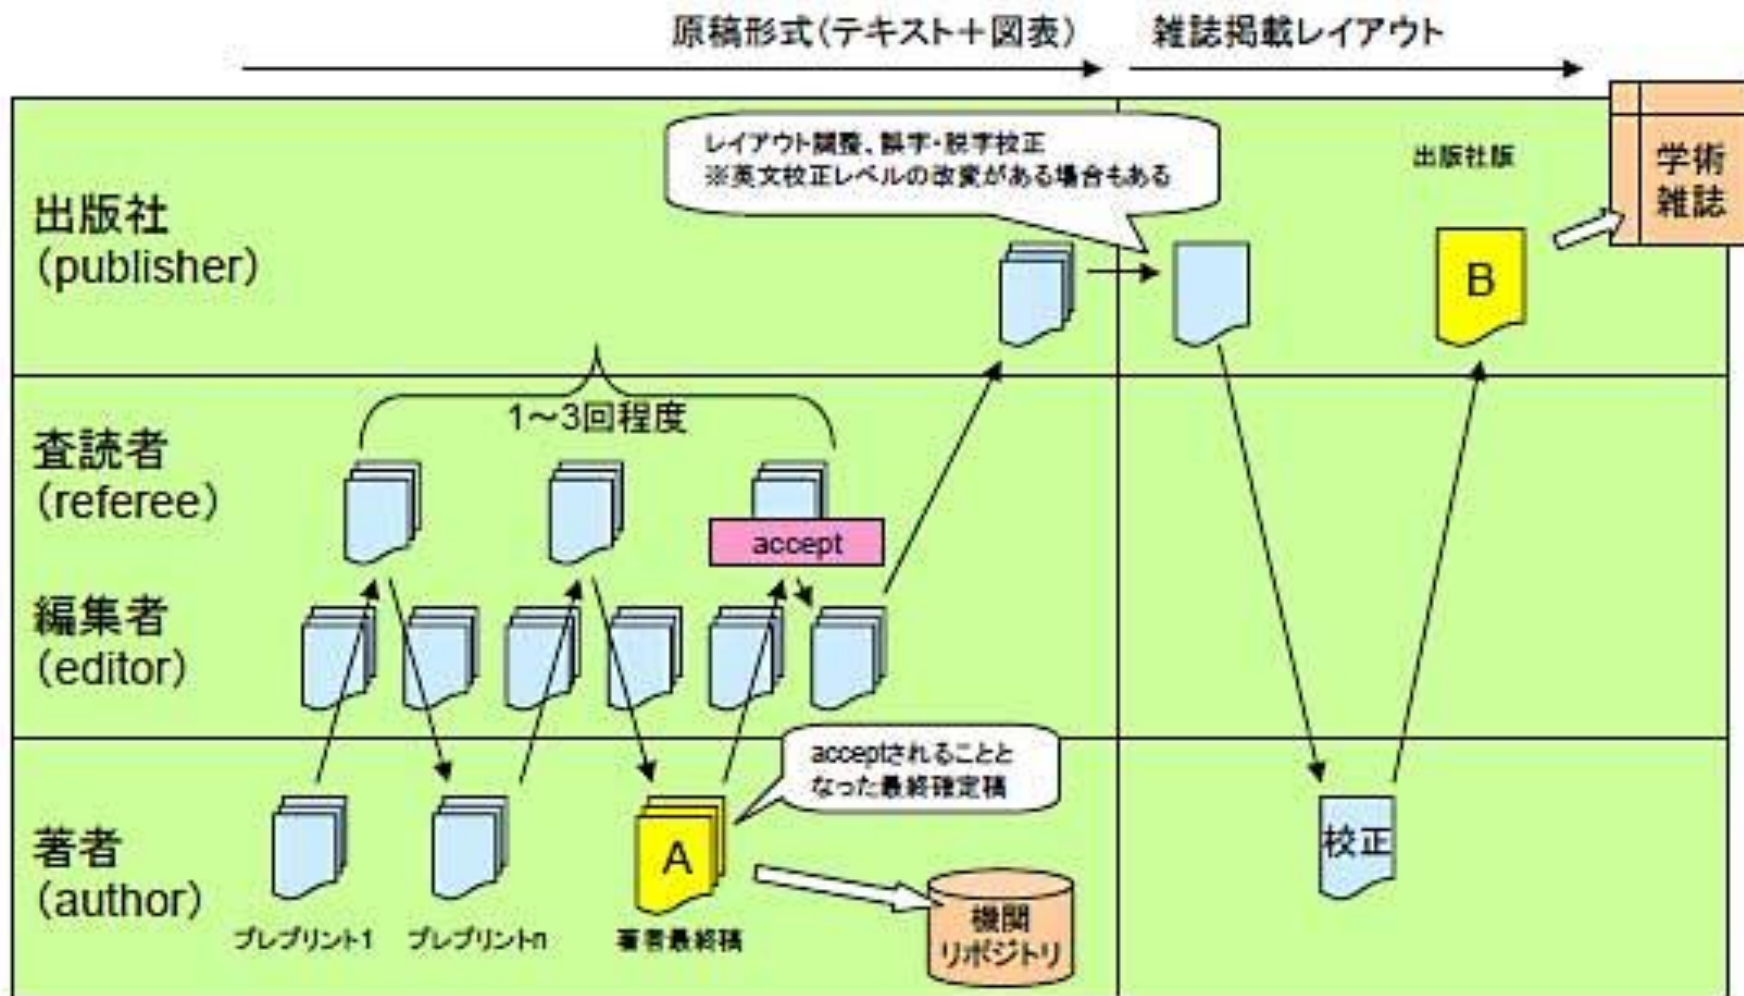 原稿形式(テキスト+図表)
雑誌掲載レイアウト
レイアウト調整、誤字・脱字校正
※英文校正レベルの改変がある場合もある
出版社版
学術
雑誌
出版社
(publisher)
B
1~3回程度
査読者
(referee)
accept
編集者
(editor)
acceptされることと
なった最終確定稿
著者
(author)
A
校正
機関
リポジトリ
プレプリント1
プレプリントn
著者最終稿